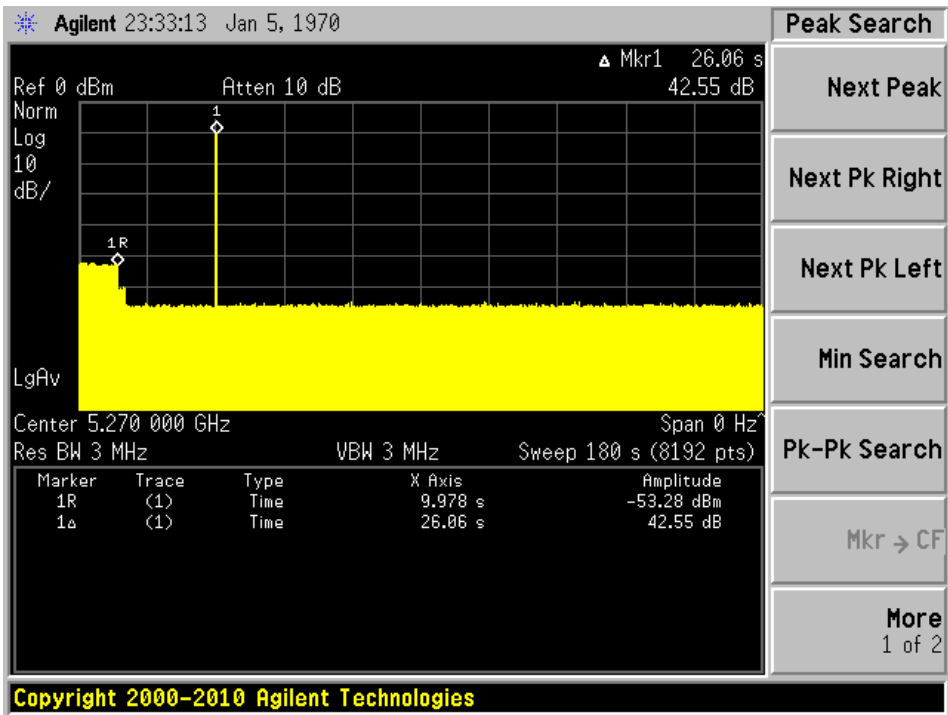 Agilent 23:33:13 Jan 5, 1970
Peak Search
Δ Mkr1 26.06 s
Ref 0 dBm Atten 10 dB 42.55 dB
Norm
Log
10
dB/
1
1R
LgAv
Center 5.270 000 GHz Span 0 Hz^
Res BW 3 MHz VBW 3 MHz Sweep 180 s (8192 pts)
Marker Trace Type X Axis Amplitude
1R (1) Time 9.978 s -53.28 dBm
1Δ (1) Time 26.06 s 42.55 dB
Next Peak
Next Pk Right
Next Pk Left
Min Search
Pk-Pk Search
Mkr → CF
More
1 of 2
Copyright 2000-2010 Agilent Technologies